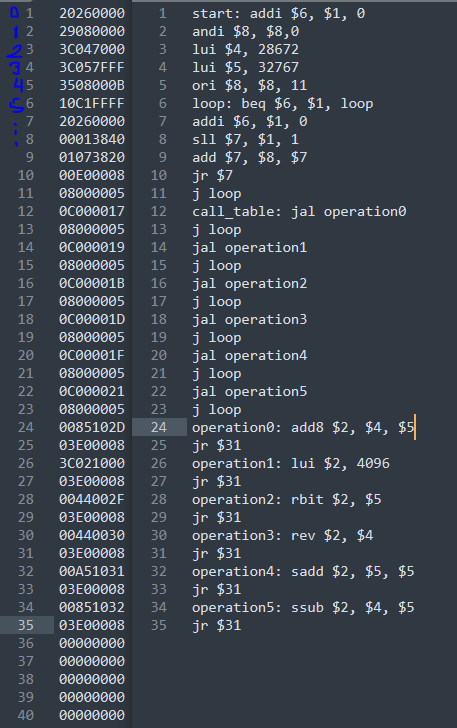 0 1 20260000 1 start: addi $6, $1, 0
1 2 29080000 2 andi $8, $8,0
2 3 3C047000 3 lui $4, 28672
3 4 3C057FFF 4 lui $5, 32767
4 5 3508000B 5 ori $8, $8, 11
5 6 10C1FFFF 6 loop: beq $6, $1, loop
7 20260000 7 addi $6, $1, 0
8 00013840 8 sll $7, $1, 1
9 01073820 9 add $7, $8, $7
10 00E00008 10 jr $7
11 08000005 11 j loop
12 0C000017 12 call_table: jal operation0
13 08000005 13 j loop
14 0C000019 14 jal operation1
15 08000005 15 j loop
16 0C00001B 16 jal operation2
17 08000005 17 j loop
18 0C00001D 18 jal operation3
19 08000005 19 j loop
20 0C00001F 20 jal operation4
21 08000005 21 j loop
22 0C000021 22 jal operation5
23 08000005 23 j loop
24 0085102D 24 operation0: add8 $2, $4, $5
25 03E00008 25 jr $31
26 3C021000 26 operation1: lui $2, 4096
27 03E00008 27 jr $31
28 0044002F 28 operation2: rbit $2, $5
29 03E00008 29 jr $31
30 00440030 30 operation3: rev $2, $4
31 03E00008 31 jr $31
32 00A51031 32 operation4: sadd $2, $5, $5
33 03E00008 33 jr $31
34 00851032 34 operation5: ssub $2, $4, $5
35 03E00008 35 jr $31
36 00000000
37 00000000
38 00000000
39 00000000
40 00000000